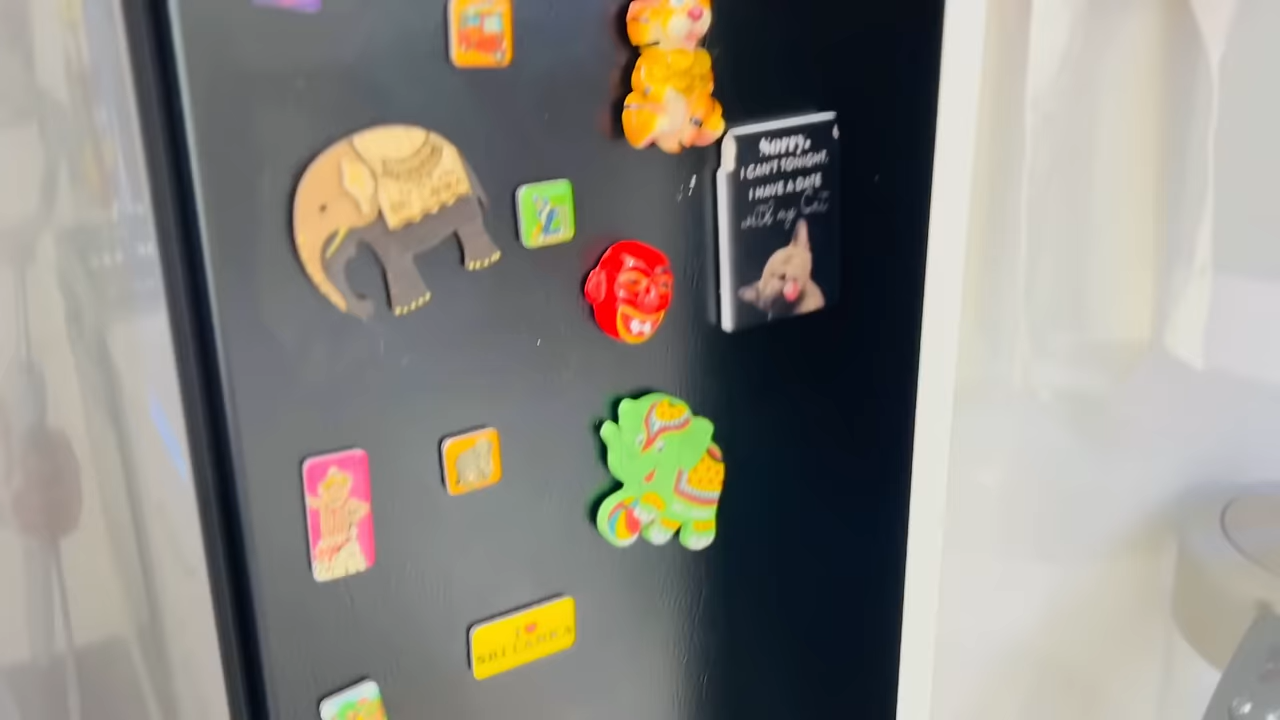 Sorry,
I CAN'T TONIGHT,
I HAVE A DATE
with my Cat
I ❤
SRI LANKA